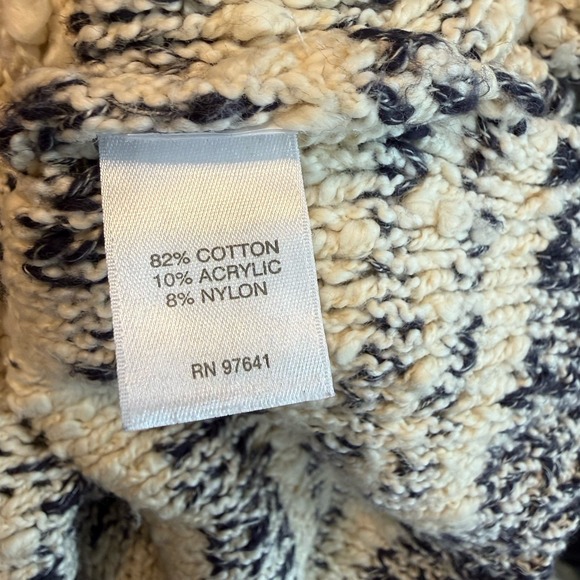 82% COTTON
10% ACRYLIC
8% NYLON
RN 97641